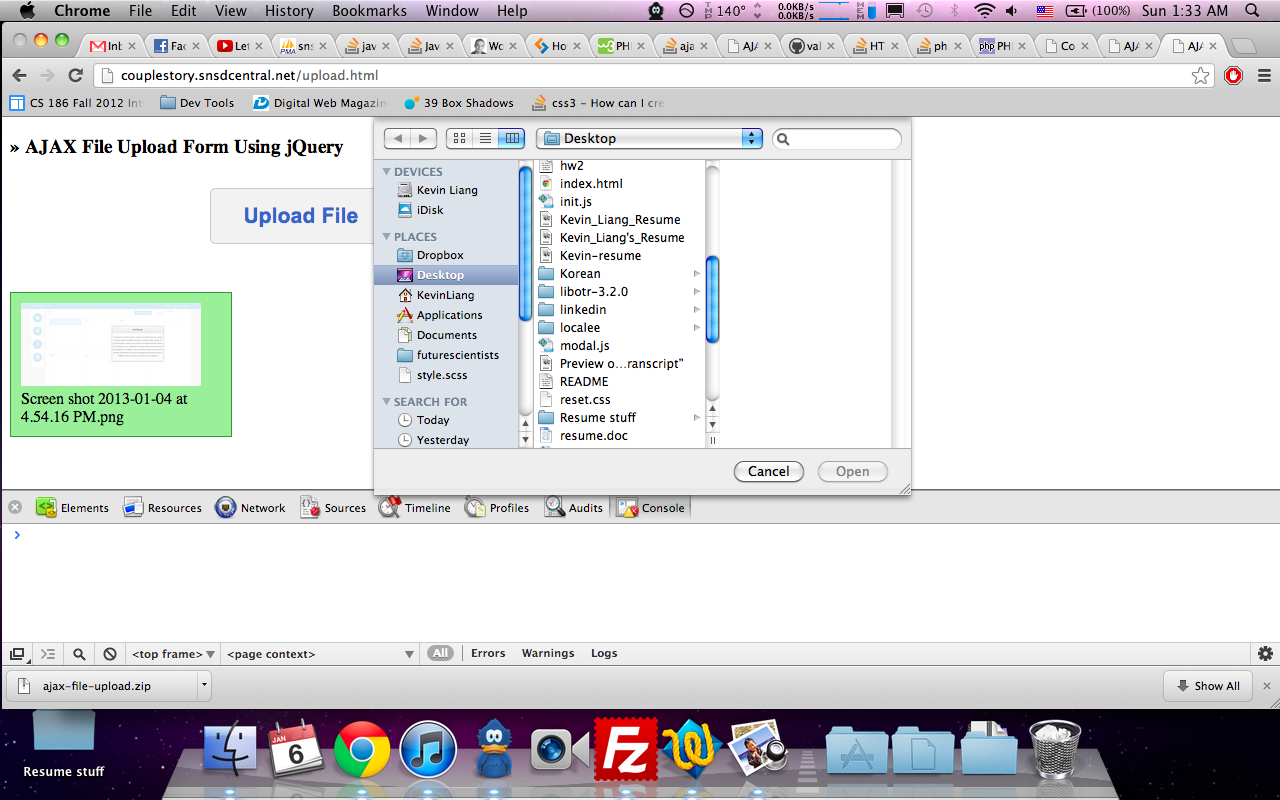 Chrome File Edit View History Bookmarks Window Help 140° 0.0KB/s 0.0KB/s (100%) Sun 1:33 AM
Inb Fac Let sns jav Jav Wo Ho PHI aja AJA val HT ph PHI Co AJA AJA
couplestory.snsdcentral.net/upload.html
CS 186 Fall 2012 Int Dev Tools Digital Web Magazin 39 Box Shadows css3 - How can I cre
» AJAX File Upload Form Using jQuery
Upload File
Screen shot 2013-01-04 at
4.54.16 PM.png
Desktop
DEVICES
Kevin Liang
iDisk
PLACES
Dropbox
Desktop
KevinLiang
Applications
Documents
futurescientists
style.scss
SEARCH FOR
Today
Yesterday
hw2
index.html
init.js
Kevin_Liang_Resume
Kevin_Liang's_Resume
Kevin-resume
Korean
libotr-3.2.0
linkedin
localee
modal.js
Preview o...ranscript"
README
reset.css
Resume stuff
resume.doc
Cancel Open
Elements Resources Network Sources Timeline Profiles Audits Console
<top frame> <page context> All Errors Warnings Logs
ajax-file-upload.zip Show All
JAN
6
Fz
Resume stuff